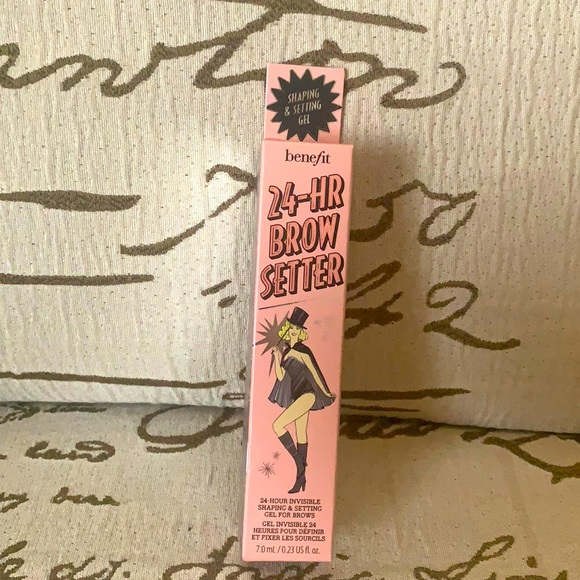 SHAPING
& SETTING
GEL
benefit
24-HR
BROW
SETTER
24-HOUR INVISIBLE
SHAPING & SETTING
GEL FOR BROWS
GEL INVISIBLE 24
HEURES POUR DÉFINIR
ET FIXER LES SOURCILS
7.0 mL / 0.23 US fl. oz.